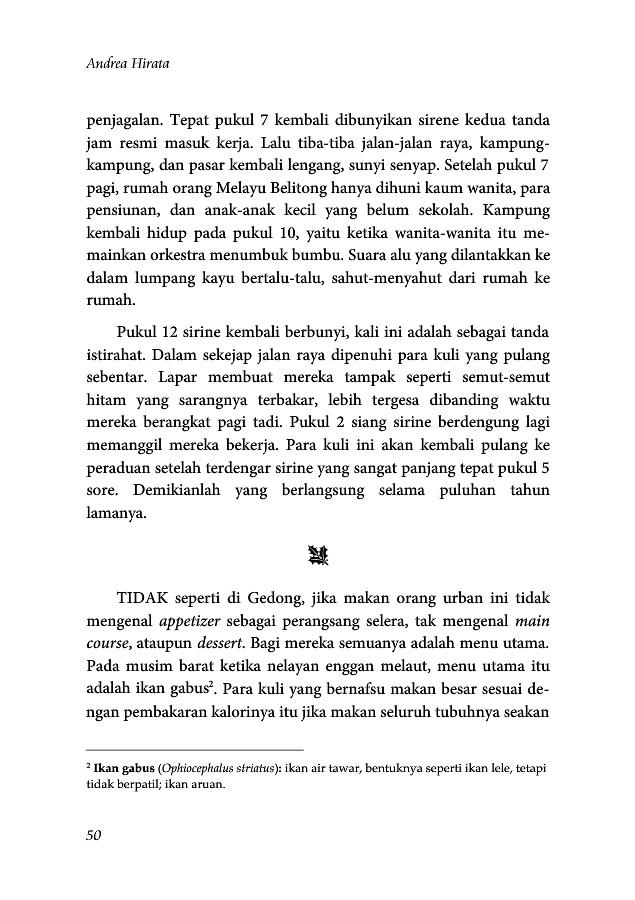 Andrea Hirata
penjagalan. Tepat pukul 7 kembali dibunyikan sirene kedua tanda
jam resmi masuk kerja. Lalu tiba-tiba jalan-jalan raya, kampung-
kampung, dan pasar kembali lengang, sunyi senyap. Setelah pukul 7
pagi, rumah orang Melayu Belitong hanya dihuni kaum wanita, para
pensiunan, dan anak-anak kecil yang belum sekolah. Kampung
kembali hidup pada pukul 10, yaitu ketika wanita-wanita itu me-
mainkan orkestra menumbuk bumbu. Suara alu yang dilantakkan ke
dalam lumpang kayu bertalu-talu, sahut-menyahut dari rumah ke
rumah.
Pukul 12 sirine kembali berbunyi, kali ini adalah sebagai tanda
istirahat. Dalam sekejap jalan raya dipenuhi para kuli yang pulang
sebentar. Lapar membuat mereka tampak seperti semut-semut
hitam yang sarangnya terbakar, lebih tergesa dibanding waktu
mereka berangkat pagi tadi. Pukul 2 siang sirine berdengung lagi
memanggil mereka bekerja. Para kuli ini akan kembali pulang ke
peraduan setelah terdengar sirine yang sangat panjang tepat pukul 5
sore. Demikianlah yang berlangsung selama puluhan tahun
lamanya.
TIDAK seperti di Gedong, jika makan orang urban ini tidak
mengenal appetizer sebagai perangsang selera, tak mengenal main
course, ataupun dessert. Bagi mereka semuanya adalah menu utama.
Pada musim barat ketika nelayan enggan melaut, menu utama itu
adalah ikan gabus². Para kuli yang bernafsu makan besar sesuai de-
ngan pembakaran kalorinya itu jika makan seluruh tubuhnya seakan
² Ikan gabus (Ophiocephalus striatus): ikan air tawar, bentuknya seperti ikan lele, tetapi
tidak berpatil; ikan aruan.
50